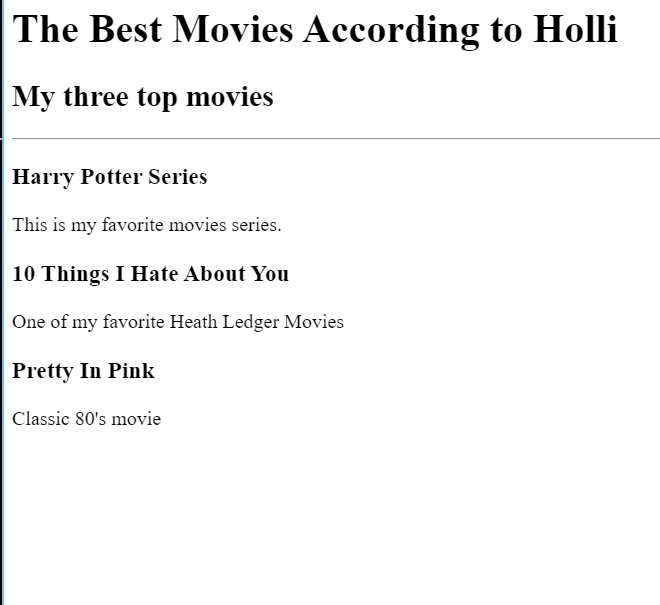 The Best Movies According to Holli
My three top movies
Harry Potter Series
This is my favorite movies series.
10 Things I Hate About You
One of my favorite Heath Ledger Movies
Pretty In Pink
Classic 80's movie